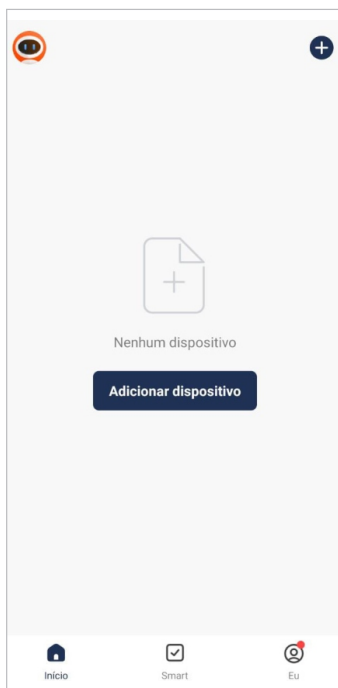 Nenhum dispositivo
Adicionar dispositivo
Início
Smart
Eu